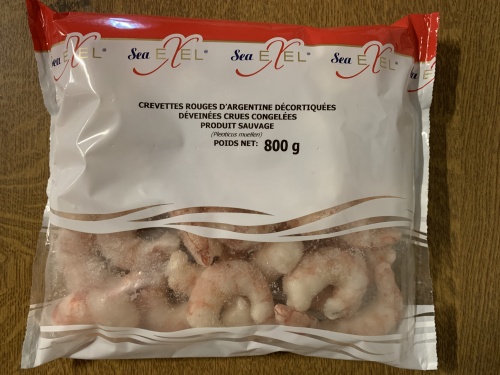 Sea EXEL® Sea EXEL® Sea EXEL®
CREVETTES ROUGES D'ARGENTINE DÉCORTIQUÉES
DÉVEINÉES CRUES CONGELÉES
PRODUIT SAUVAGE
(Pleoticus muelleri)
POIDS NET: 800 g